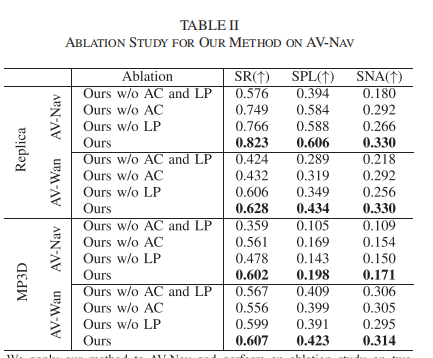 TABLE II
ABLATION STUDY FOR OUR METHOD ON AV-NAV
Ablation SR(↑) SPL(↑) SNA(↑)
Replica
AV-Nav
Ours w/o AC and LP 0.576 0.394 0.180
Ours w/o AC 0.749 0.584 0.292
Ours w/o LP 0.766 0.588 0.266
Ours 0.823 0.606 0.330
AV-Wan
Ours w/o AC and LP 0.424 0.289 0.218
Ours w/o AC 0.432 0.319 0.292
Ours w/o LP 0.606 0.349 0.256
Ours 0.628 0.434 0.330
MP3D
AV-Nav
Ours w/o AC and LP 0.359 0.105 0.109
Ours w/o AC 0.561 0.169 0.154
Ours w/o LP 0.478 0.143 0.150
Ours 0.602 0.198 0.171
AV-Wan
Ours w/o AC and LP 0.567 0.409 0.306
Ours w/o AC 0.556 0.399 0.305
Ours w/o LP 0.599 0.391 0.295
Ours 0.607 0.423 0.314
We apply our method to AV-Nav and perform an ablation study on two